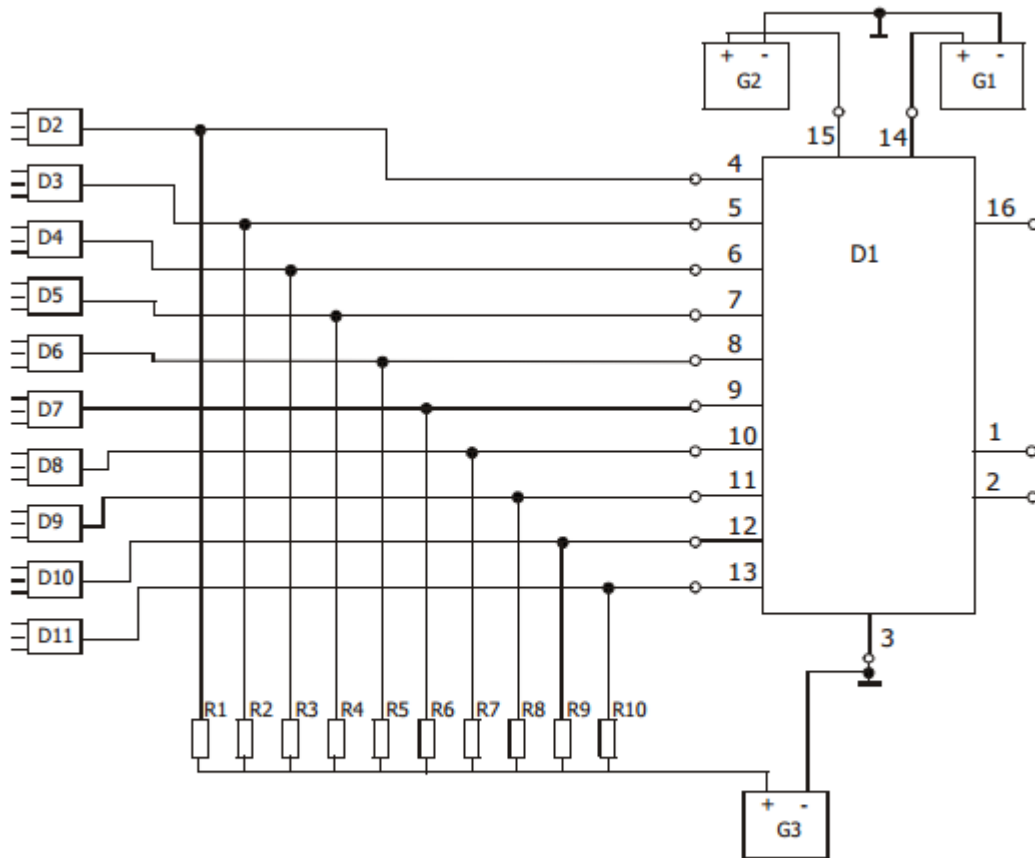 + - + -
G2 G1
D2
15 14
4
D3
5 16
D4
6 D1
D5
7
D6
8
D7
9
D8
10 1
D9
11 2
D10
12
D11
13
3
R1 R2 R3 R4 R5 R6 R7 R8 R9 R10
+ -
G3